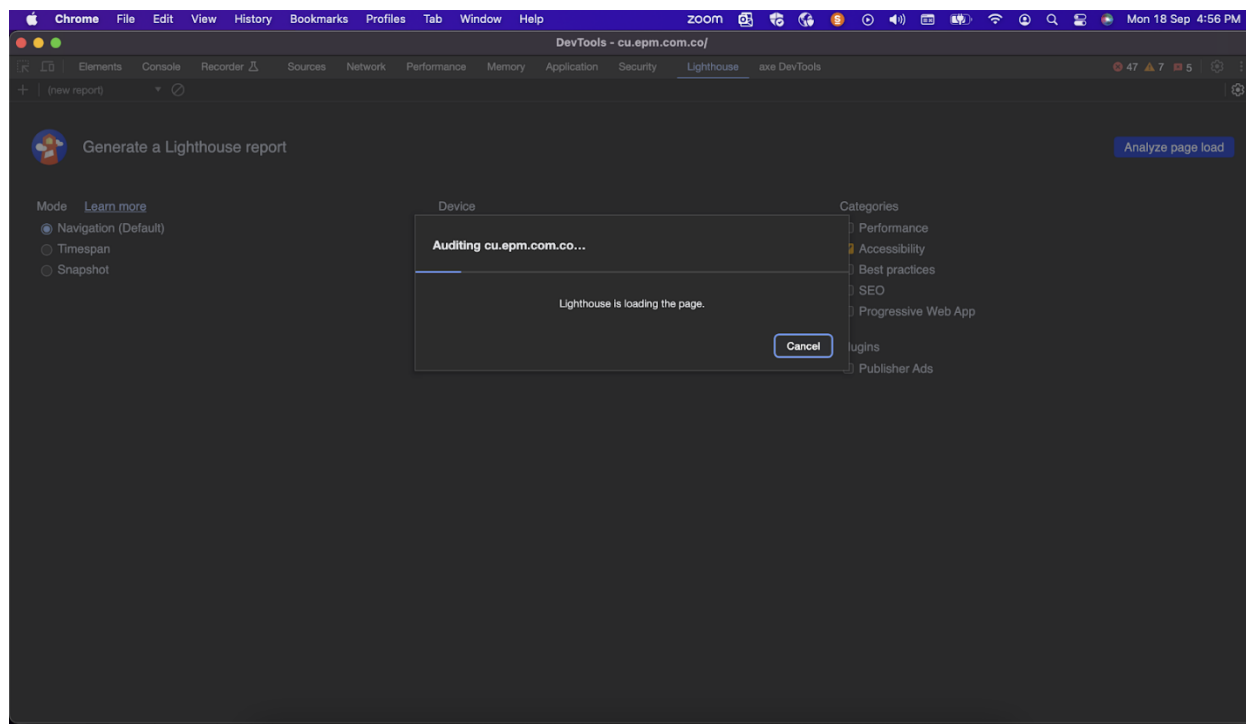 Chrome File Edit View History Bookmarks Profiles Tab Window Help zoom Mon 18 Sep 4:56 PM
DevTools - cu.epm.com.co/
Elements Console Recorder Sources Network Performance Memory Application Security Lighthouse axe DevTools 47 7 5
(new report)
Generate a Lighthouse report
Analyze page load
Mode Learn more Device Categories
Navigation (Default) Performance
Timespan Accessibility
Snapshot Best practices
SEO
Progressive Web App
Auditing cu.epm.com.co...
Lighthouse is loading the page.
Cancel
lugins
Publisher Ads